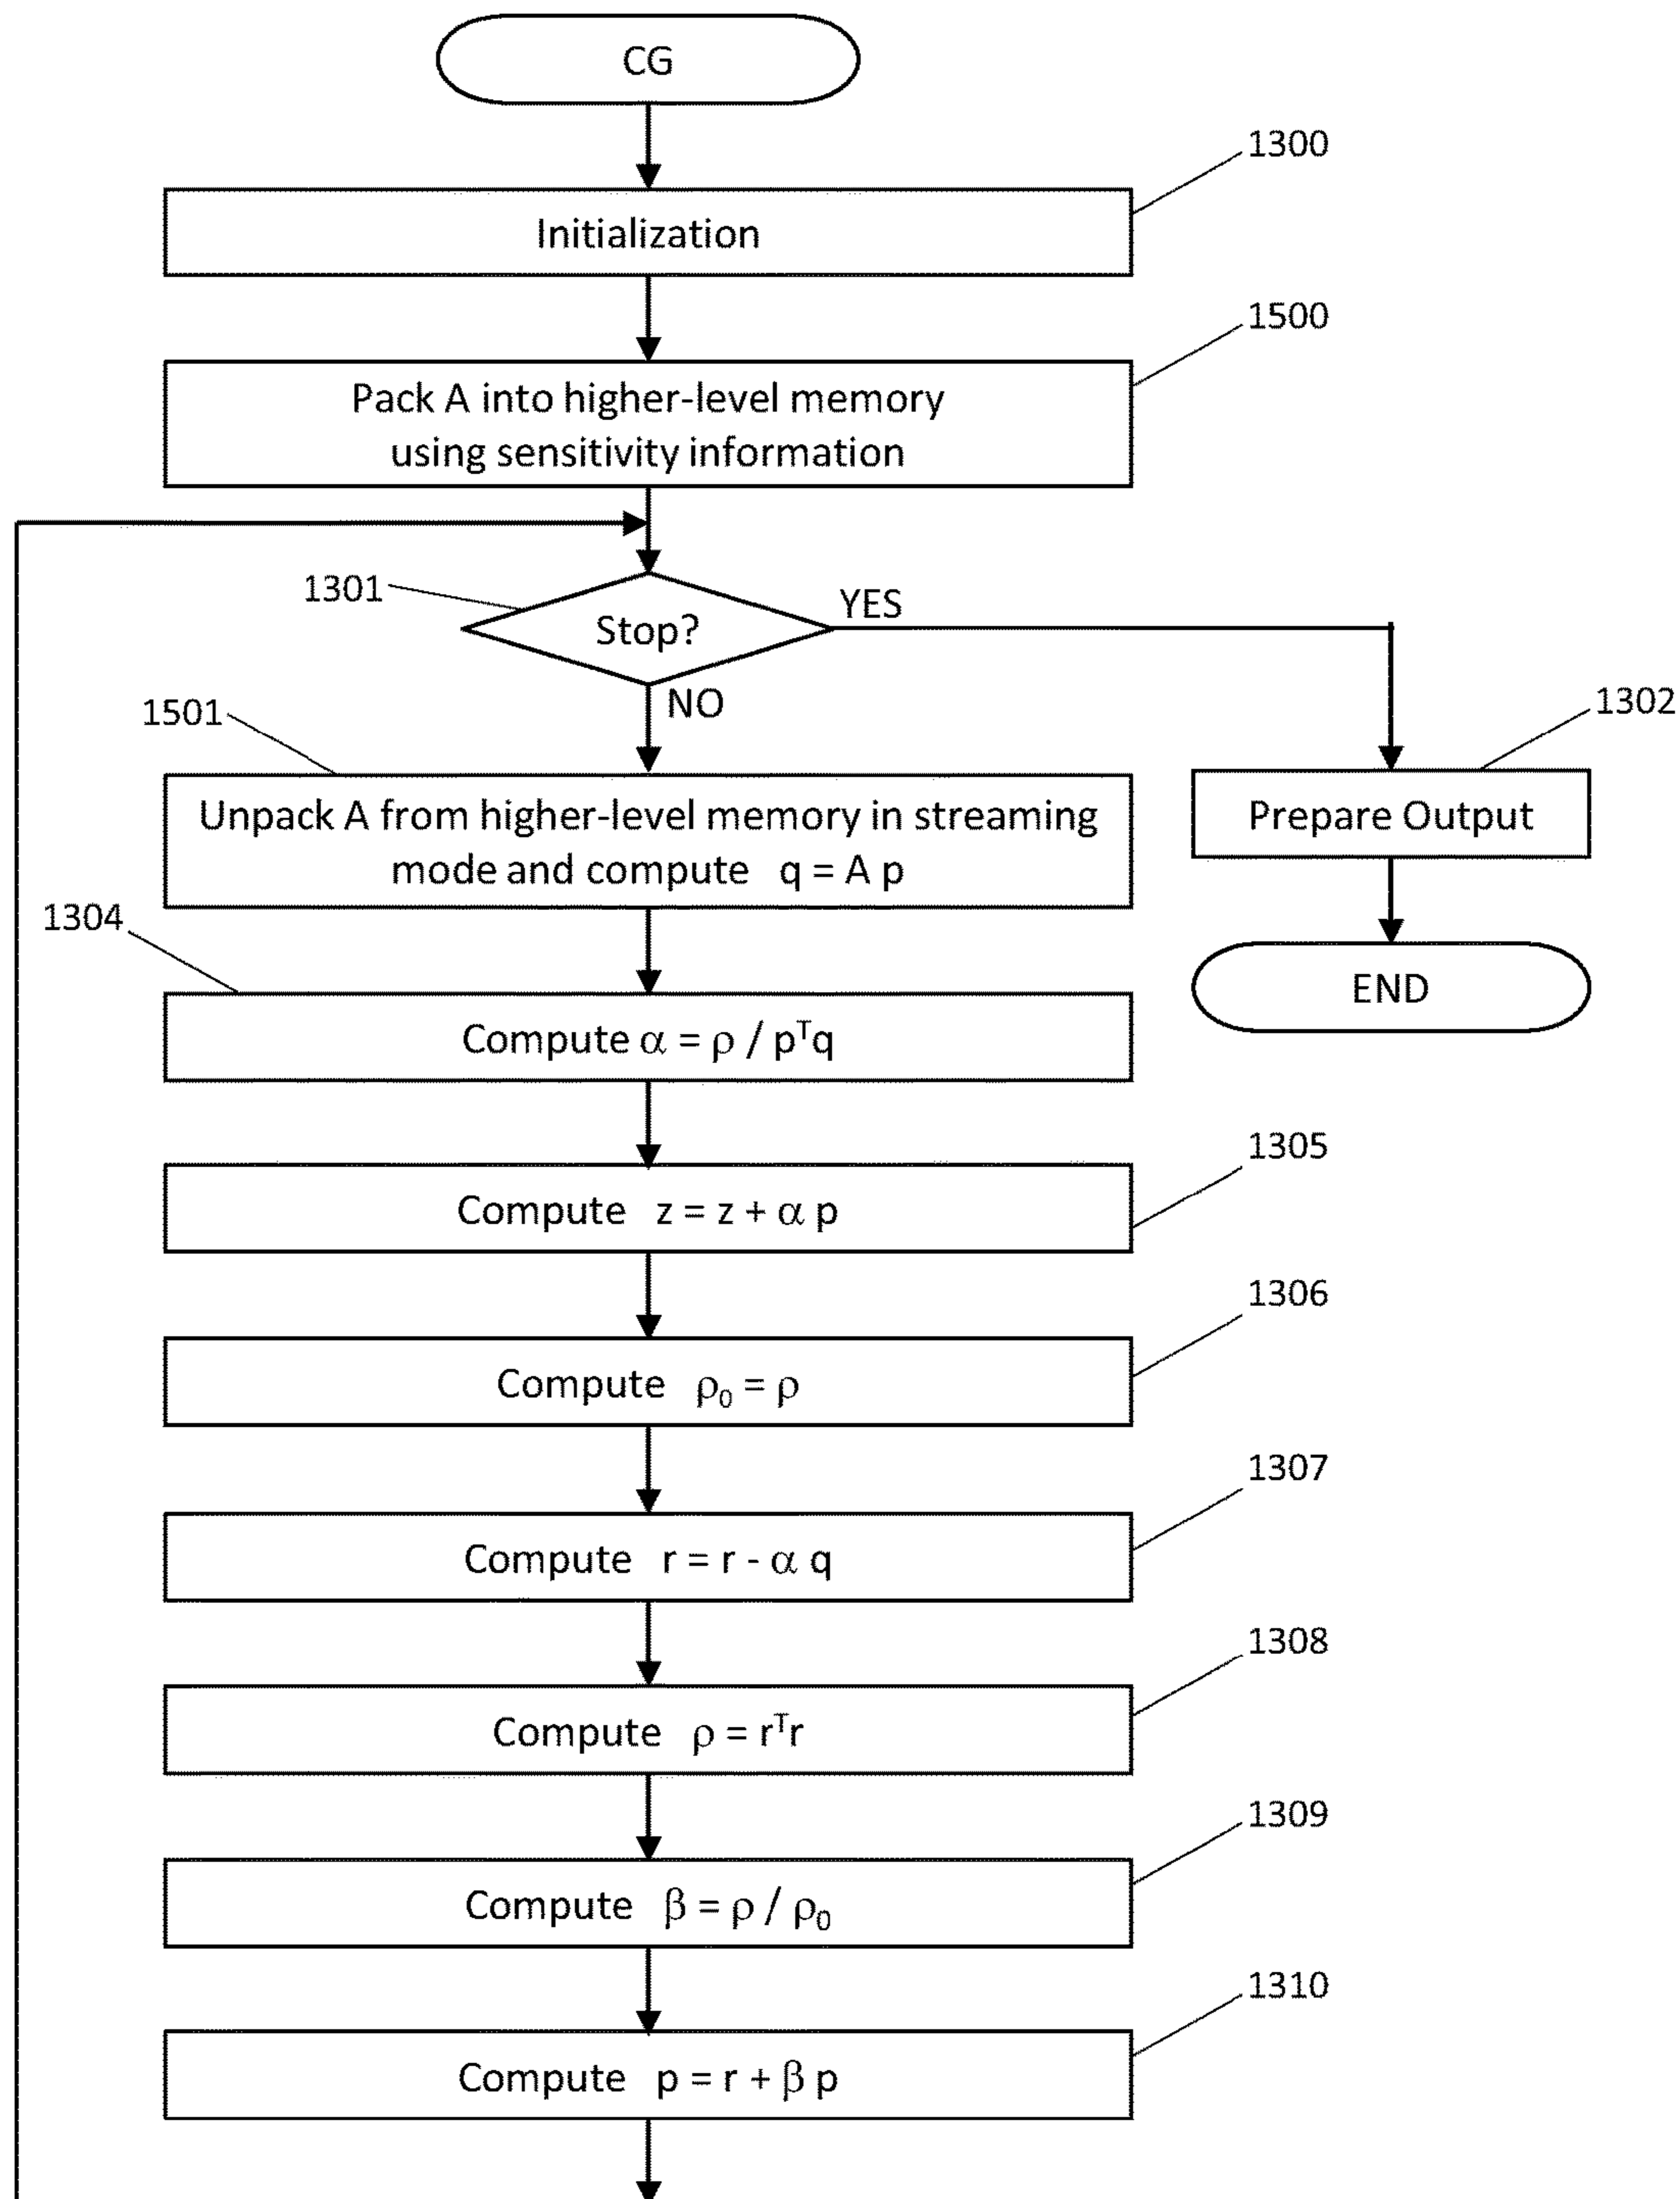 CG
1300
Initialization
1500
Pack A into higher-level memory
using sensitivity information
1301
Stop?
YES
NO
1501
1302
Unpack A from higher-level memory in streaming
mode and compute q = A p
Prepare Output
1304
END
Compute α = ρ / pᵀq
1305
Compute z = z + α p
1306
Compute ρ₀ = ρ
1307
Compute r = r - α q
1308
Compute ρ = rᵀr
1309
Compute β = ρ / ρ₀
1310
Compute p = r + β p